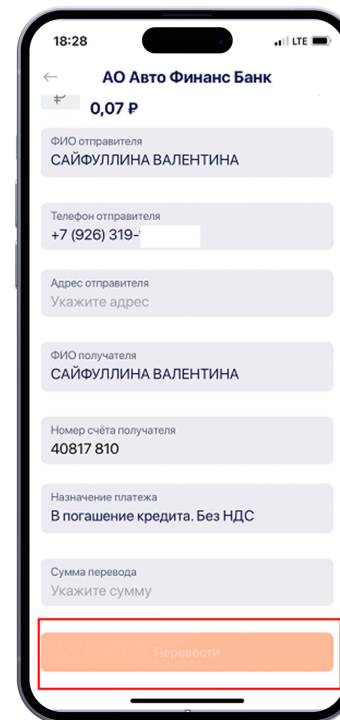 18:28
LTE
АО Авто Финанс Банк
₽
0,07 ₽
ФИО отправителя
САЙФУЛЛИНА ВАЛЕНТИНА
Телефон отправителя
+7 (926) 319-
Адрес отправителя
Укажите адрес
ФИО получателя
САЙФУЛЛИНА ВАЛЕНТИНА
Номер счёта получателя
40817 810
Назначение платежа
В погашение кредита. Без НДС
Сумма перевода
Укажите сумму
Перевести